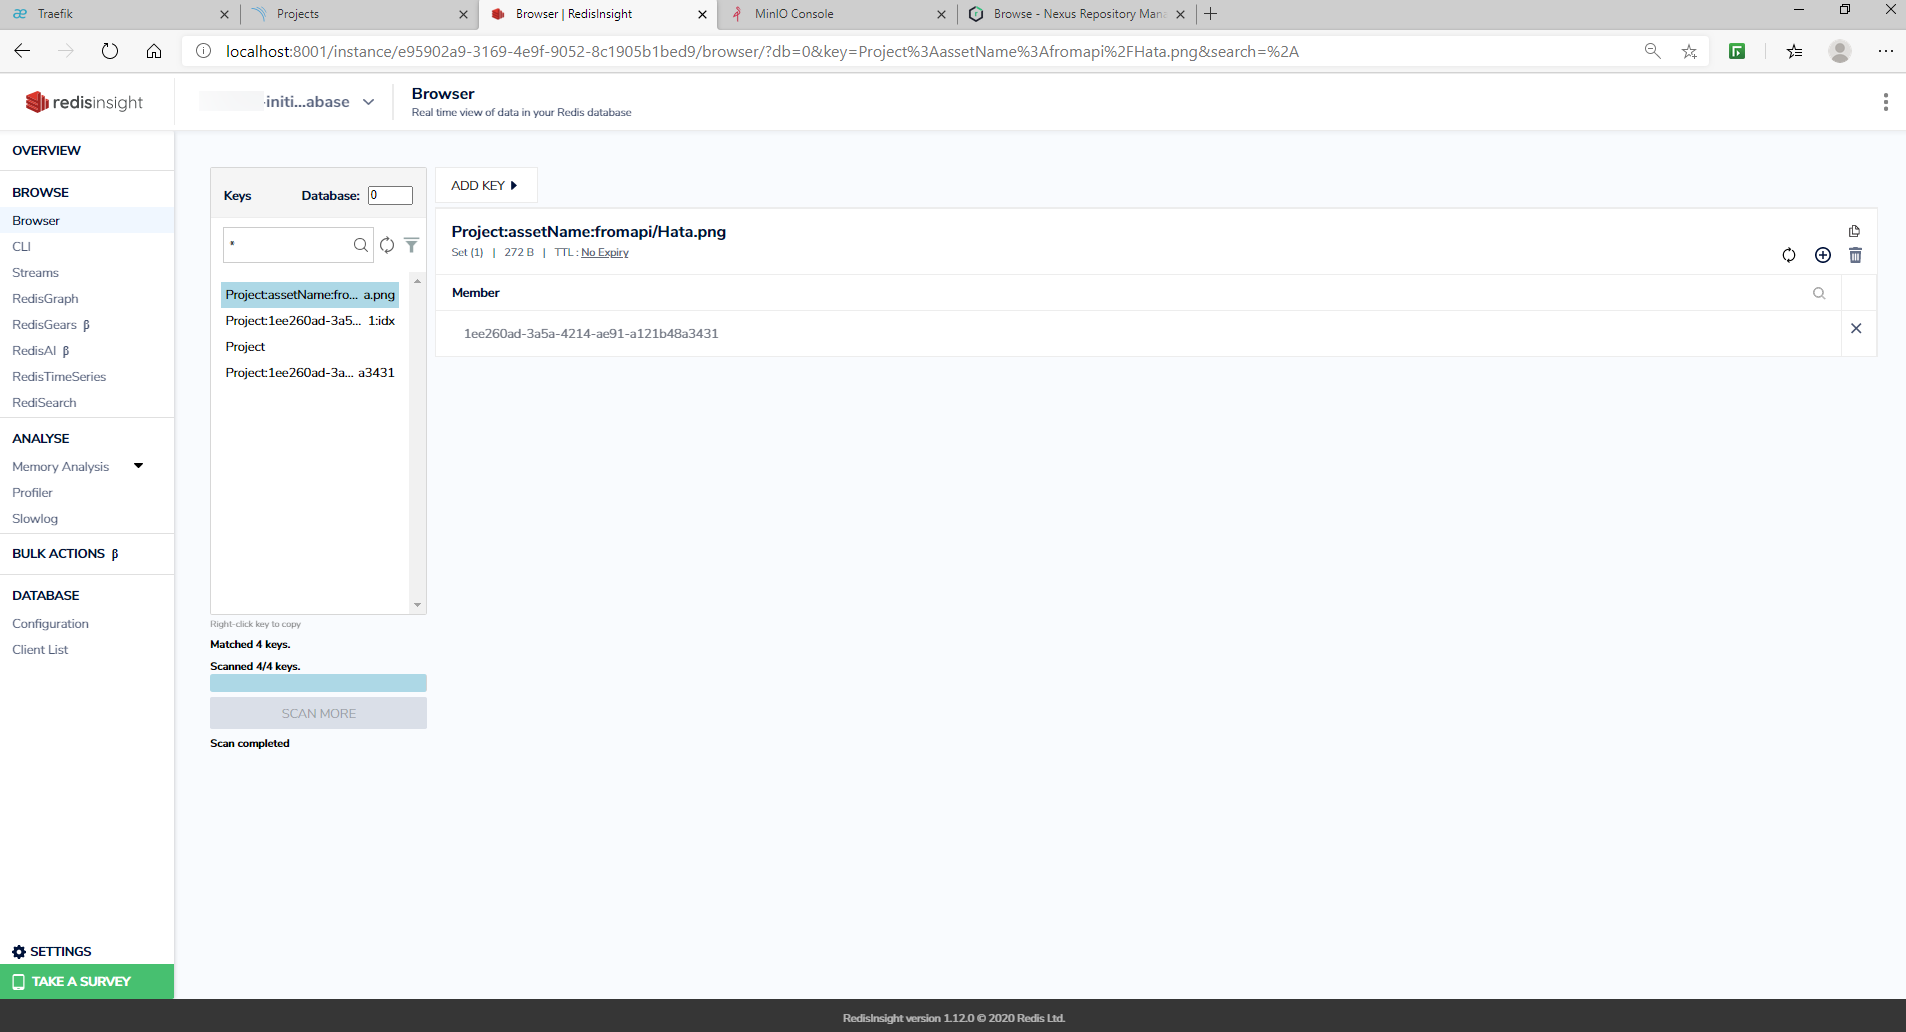 Traefik
Projects
Browser | RedisInsight
MinIO Console
Browse - Nexus Repository Man
localhost:8001/instance/e95902a9-3169-4e9f-9052-8c1905b1bed9/browser/?db=0&key=Project%3AassetName%3Afromapi%2FHata.png&search=%2A
redisinsight
-initi...abase
Browser
Real time view of data in your Redis database
OVERVIEW
BROWSE
Browser
CLI
Streams
RedisGraph
RedisGears β
RedisAI β
RedisTimeSeries
RediSearch
ANALYSE
Memory Analysis
Profiler
Slowlog
BULK ACTIONS β
DATABASE
Configuration
Client List
SETTINGS
TAKE A SURVEY
Keys
Database: 0
*
Project:assetName:fro... a.png
Project:1ee260ad-3a5... 1:idx
Project
Project:1ee260ad-3a... a3431
Right-click key to copy
Matched 4 keys.
Scanned 4/4 keys.
SCAN MORE
Scan completed
ADD KEY
Project:assetName:fromapi/Hata.png
Set (1) | 272 B | TTL : No Expiry
Member
1ee260ad-3a5a-4214-ae91-a121b48a3431
RedisInsight version 1.12.0 © 2020 Redis Ltd.